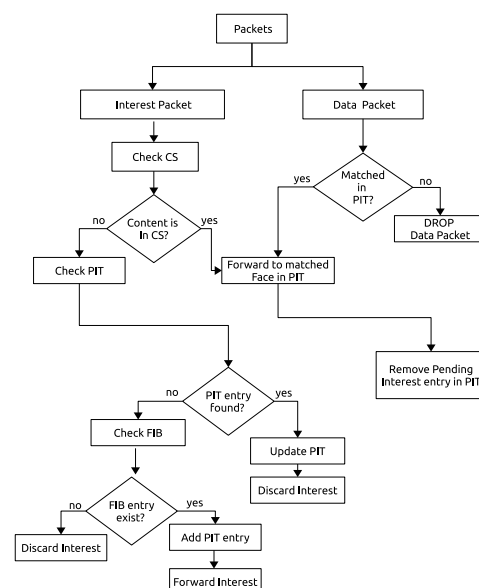 Packets
Interest Packet
Data Packet
Check CS
Matched
in
PIT?
yes
no
DROP
Data Packet
Content is
In CS?
no
yes
Check PIT
Forward to matched
Face in PIT
Remove Pending
Interest entry in PIT
PIT entry
found?
no
yes
Check FIB
Update PIT
Discard Interest
FIB entry
exist?
no
yes
Discard Interest
Add PIT entry
Forward Interest